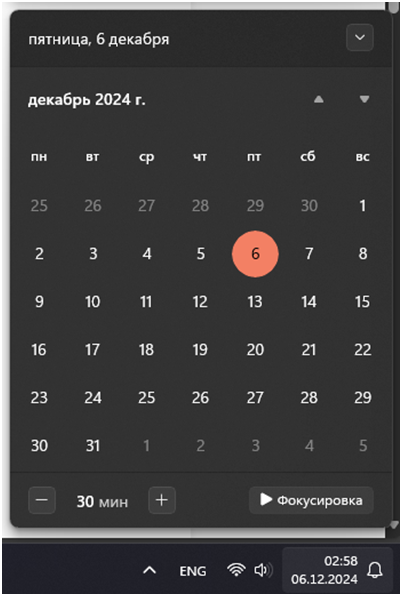 пятница, 6 декабря
декабрь 2024 г.
пн вт ср чт пт сб вс
25 26 27 28 29 30 1
2 3 4 5 6 7 8
9 10 11 12 13 14 15
16 17 18 19 20 21 22
23 24 25 26 27 28 29
30 31 1 2 3 4 5
30 мин Фокусировка
ENG 02:58
06.12.2024